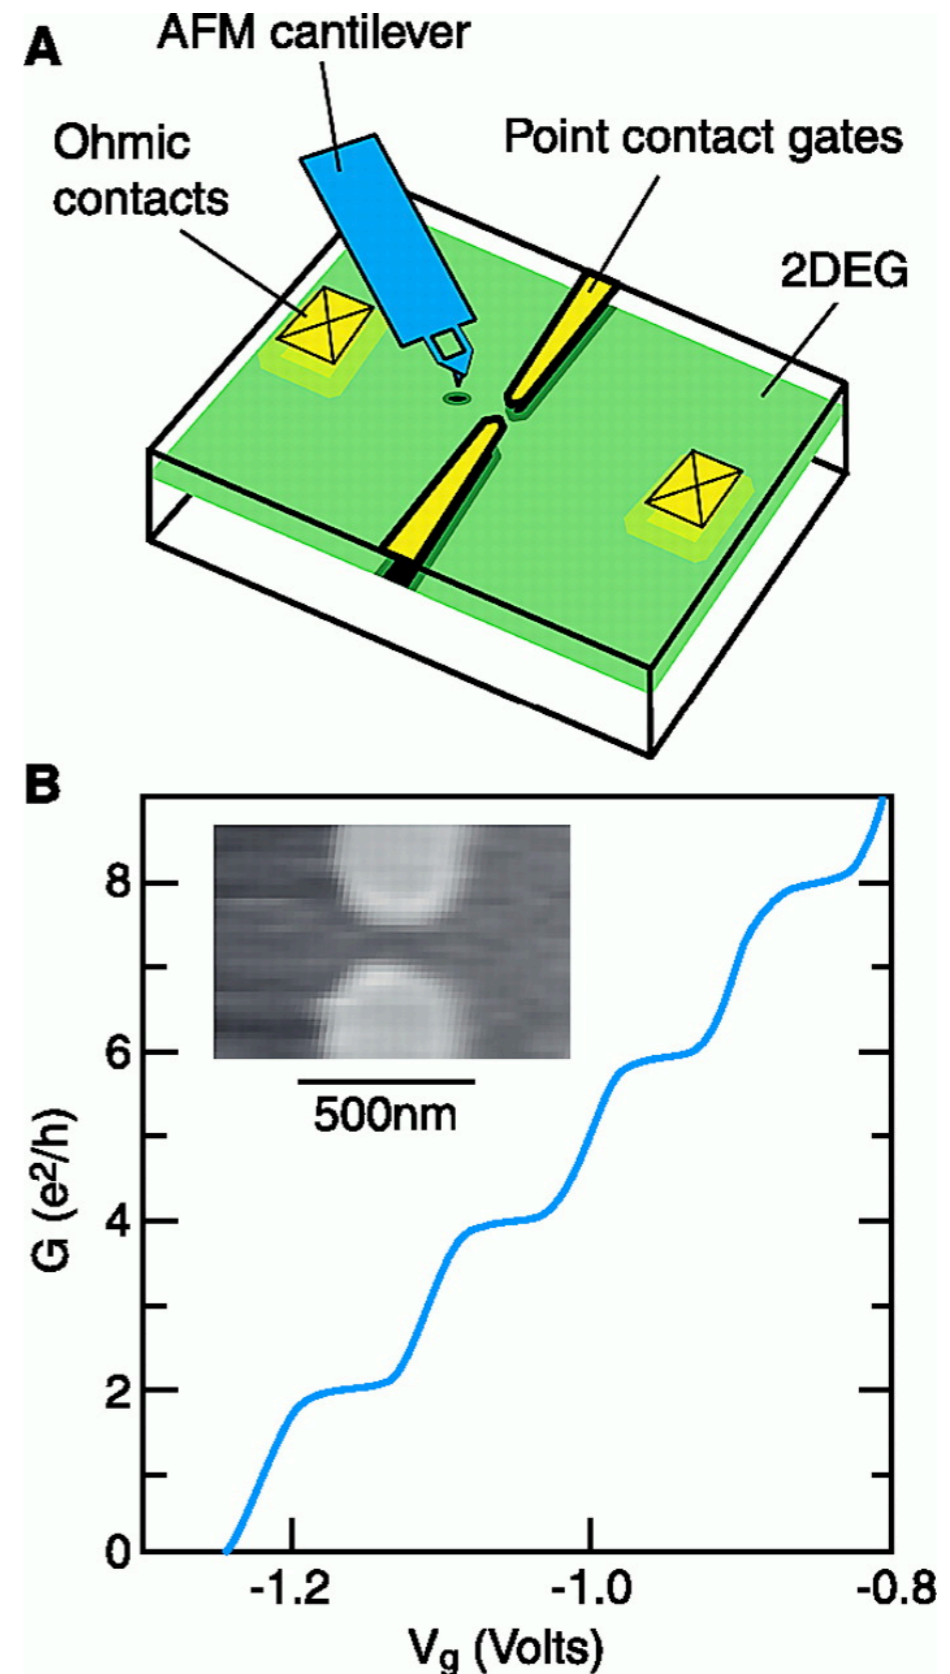 A
AFM cantilever
Ohmic
contacts
Point contact gates
2DEG
B
8
6
4
2
0
G (e²/h)
500nm
-1.2
-1.0
-0.8
Vg (Volts)